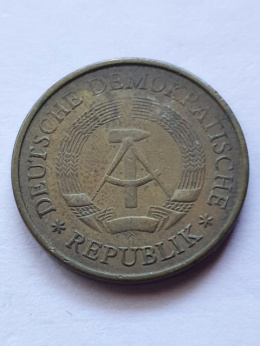 * DEUTSCHE DEMOKRATISCHE *
REPUBLIK